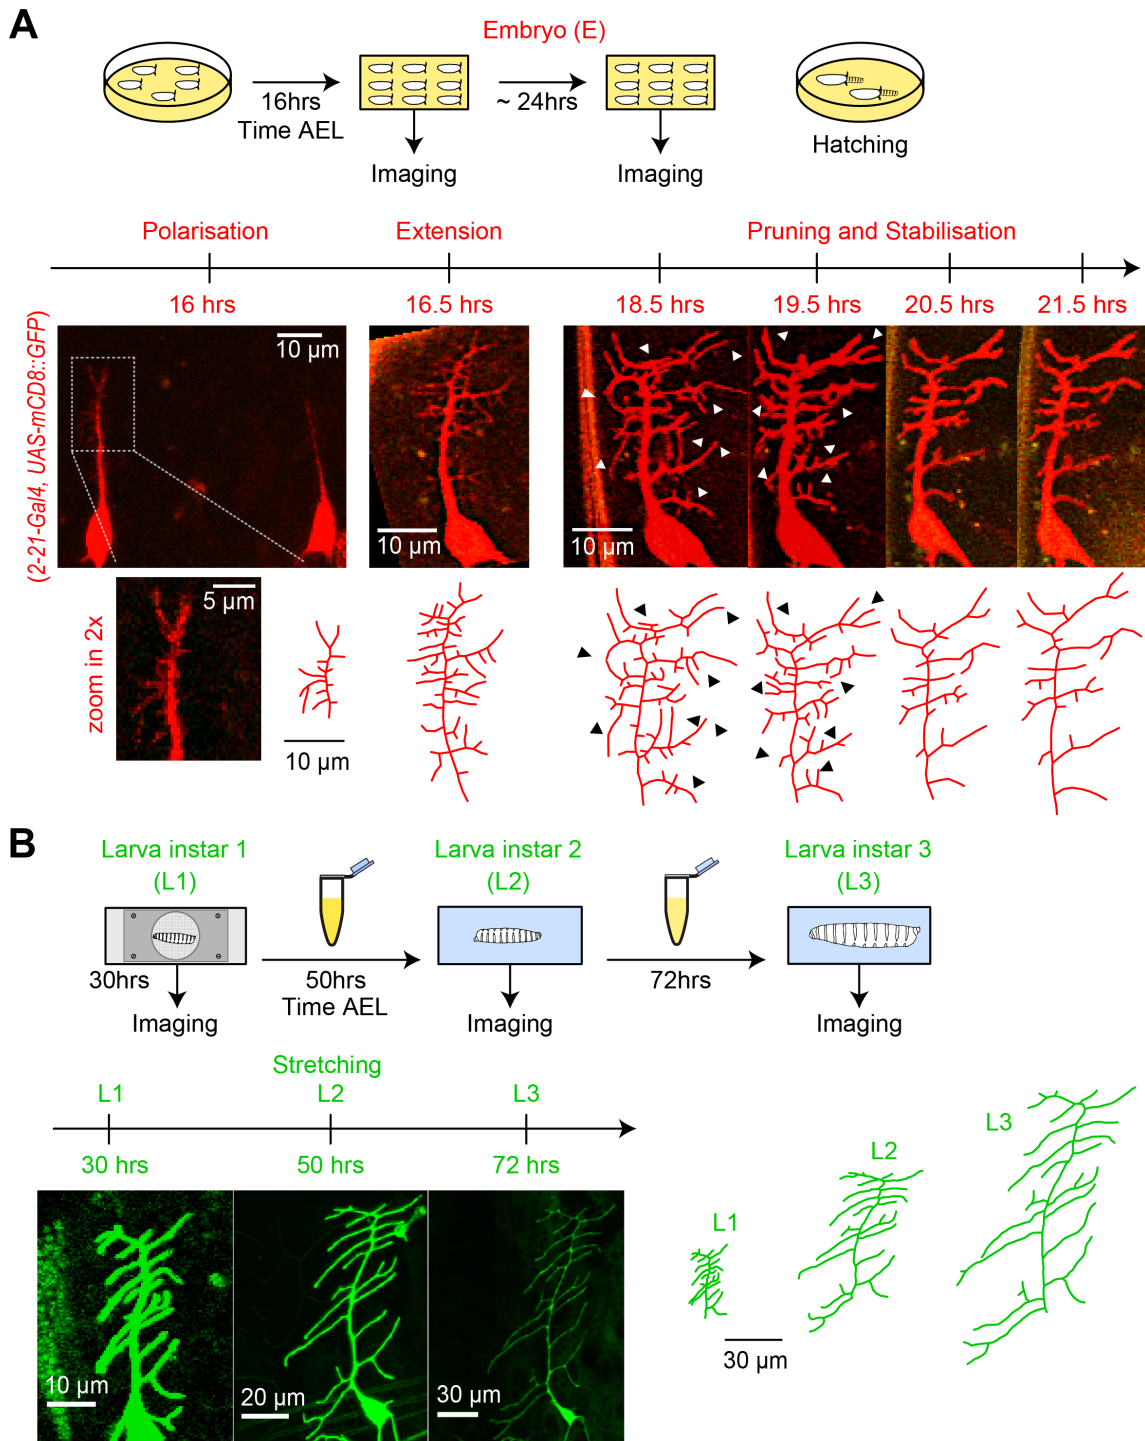 A
Embryo (E)
16hrs
Time AEL
~ 24hrs
Imaging
Imaging
Hatching
Polarisation
Extension
Pruning and Stabilisation
16 hrs
16.5 hrs
18.5 hrs
19.5 hrs
20.5 hrs
21.5 hrs
(2-21-Gal4, UAS-mCD8::GFP)
10 µm
10 µm
10 µm
zoom in 2x
5 µm
10 µm
B
Larva instar 1
(L1)
Larva instar 2
(L2)
Larva instar 3
(L3)
30hrs
50hrs
Time AEL
72hrs
Imaging
Imaging
Imaging
Stretching
L1
L2
L3
30 hrs
50 hrs
72 hrs
10 µm
20 µm
30 µm
L1
L2
L3
30 µm